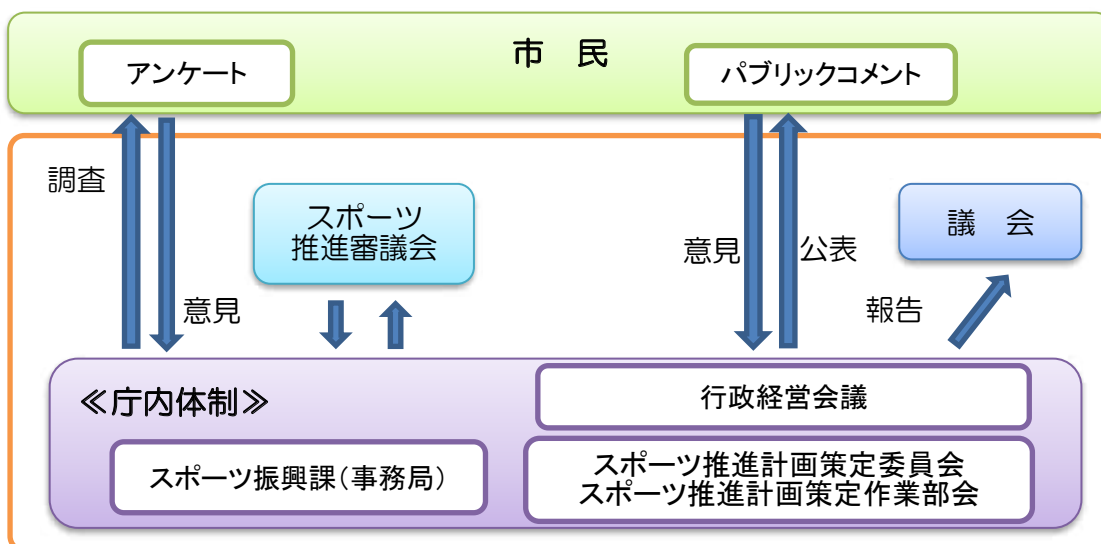 市　民
アンケート
パブリックコメント
調査
意見
スポーツ
推進審議会
意見
公表
議　会
報告
≪庁内体制≫
行政経営会議
スポーツ振興課（事務局）
スポーツ推進計画策定委員会
スポーツ推進計画策定作業部会